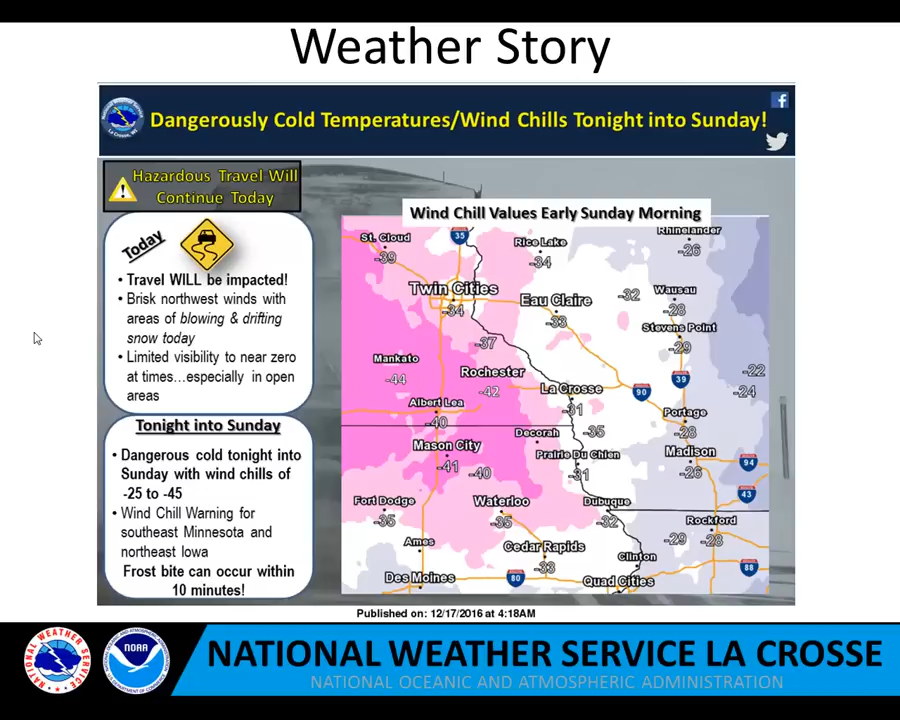 Weather Story
Dangerously Cold Temperatures/Wind Chills Tonight into Sunday!
Hazardous Travel Will
Continue Today
Today
• Travel WILL be impacted!
• Brisk northwest winds with
areas of blowing & drifting
snow today
• Limited visibility to near zero
at times…especially in open
areas
Tonight into Sunday
• Dangerous cold tonight into
Sunday with wind chills of
-25 to -45
• Wind Chill Warning for
southeast Minnesota and
northeast Iowa
Frost bite can occur within
10 minutes!
Wind Chill Values Early Sunday Morning
35
St. Cloud
-39
Rice Lake
-34
Rhinelander
-26
Twin Cities
-34
Eau Claire
-33
-32
Wausau
-28
Stevens Point
-29
-37
Mankato
-44
Rochester
-42
La Crosse
-31
90
39
-22
-24
Albert Lea
-40
Portage
-28
Mason City
-41
-40
Decorah
-35
Prairie Du Chien
-31
Madison
-26
94
43
Fort Dodge
-35
Waterloo
-35
Dubuque
-32
Rockford
-28
-29
Ames
Cedar Rapids
-33
Clinton
88
Des Moines
80
Quad Cities
Published on: 12/17/2016 at 4:18AM
NATIONAL WEATHER SERVICE
NOAA
NATIONAL WEATHER SERVICE LA CROSSE
NATIONAL OCEANIC AND ATMOSPHERIC ADMINISTRATION